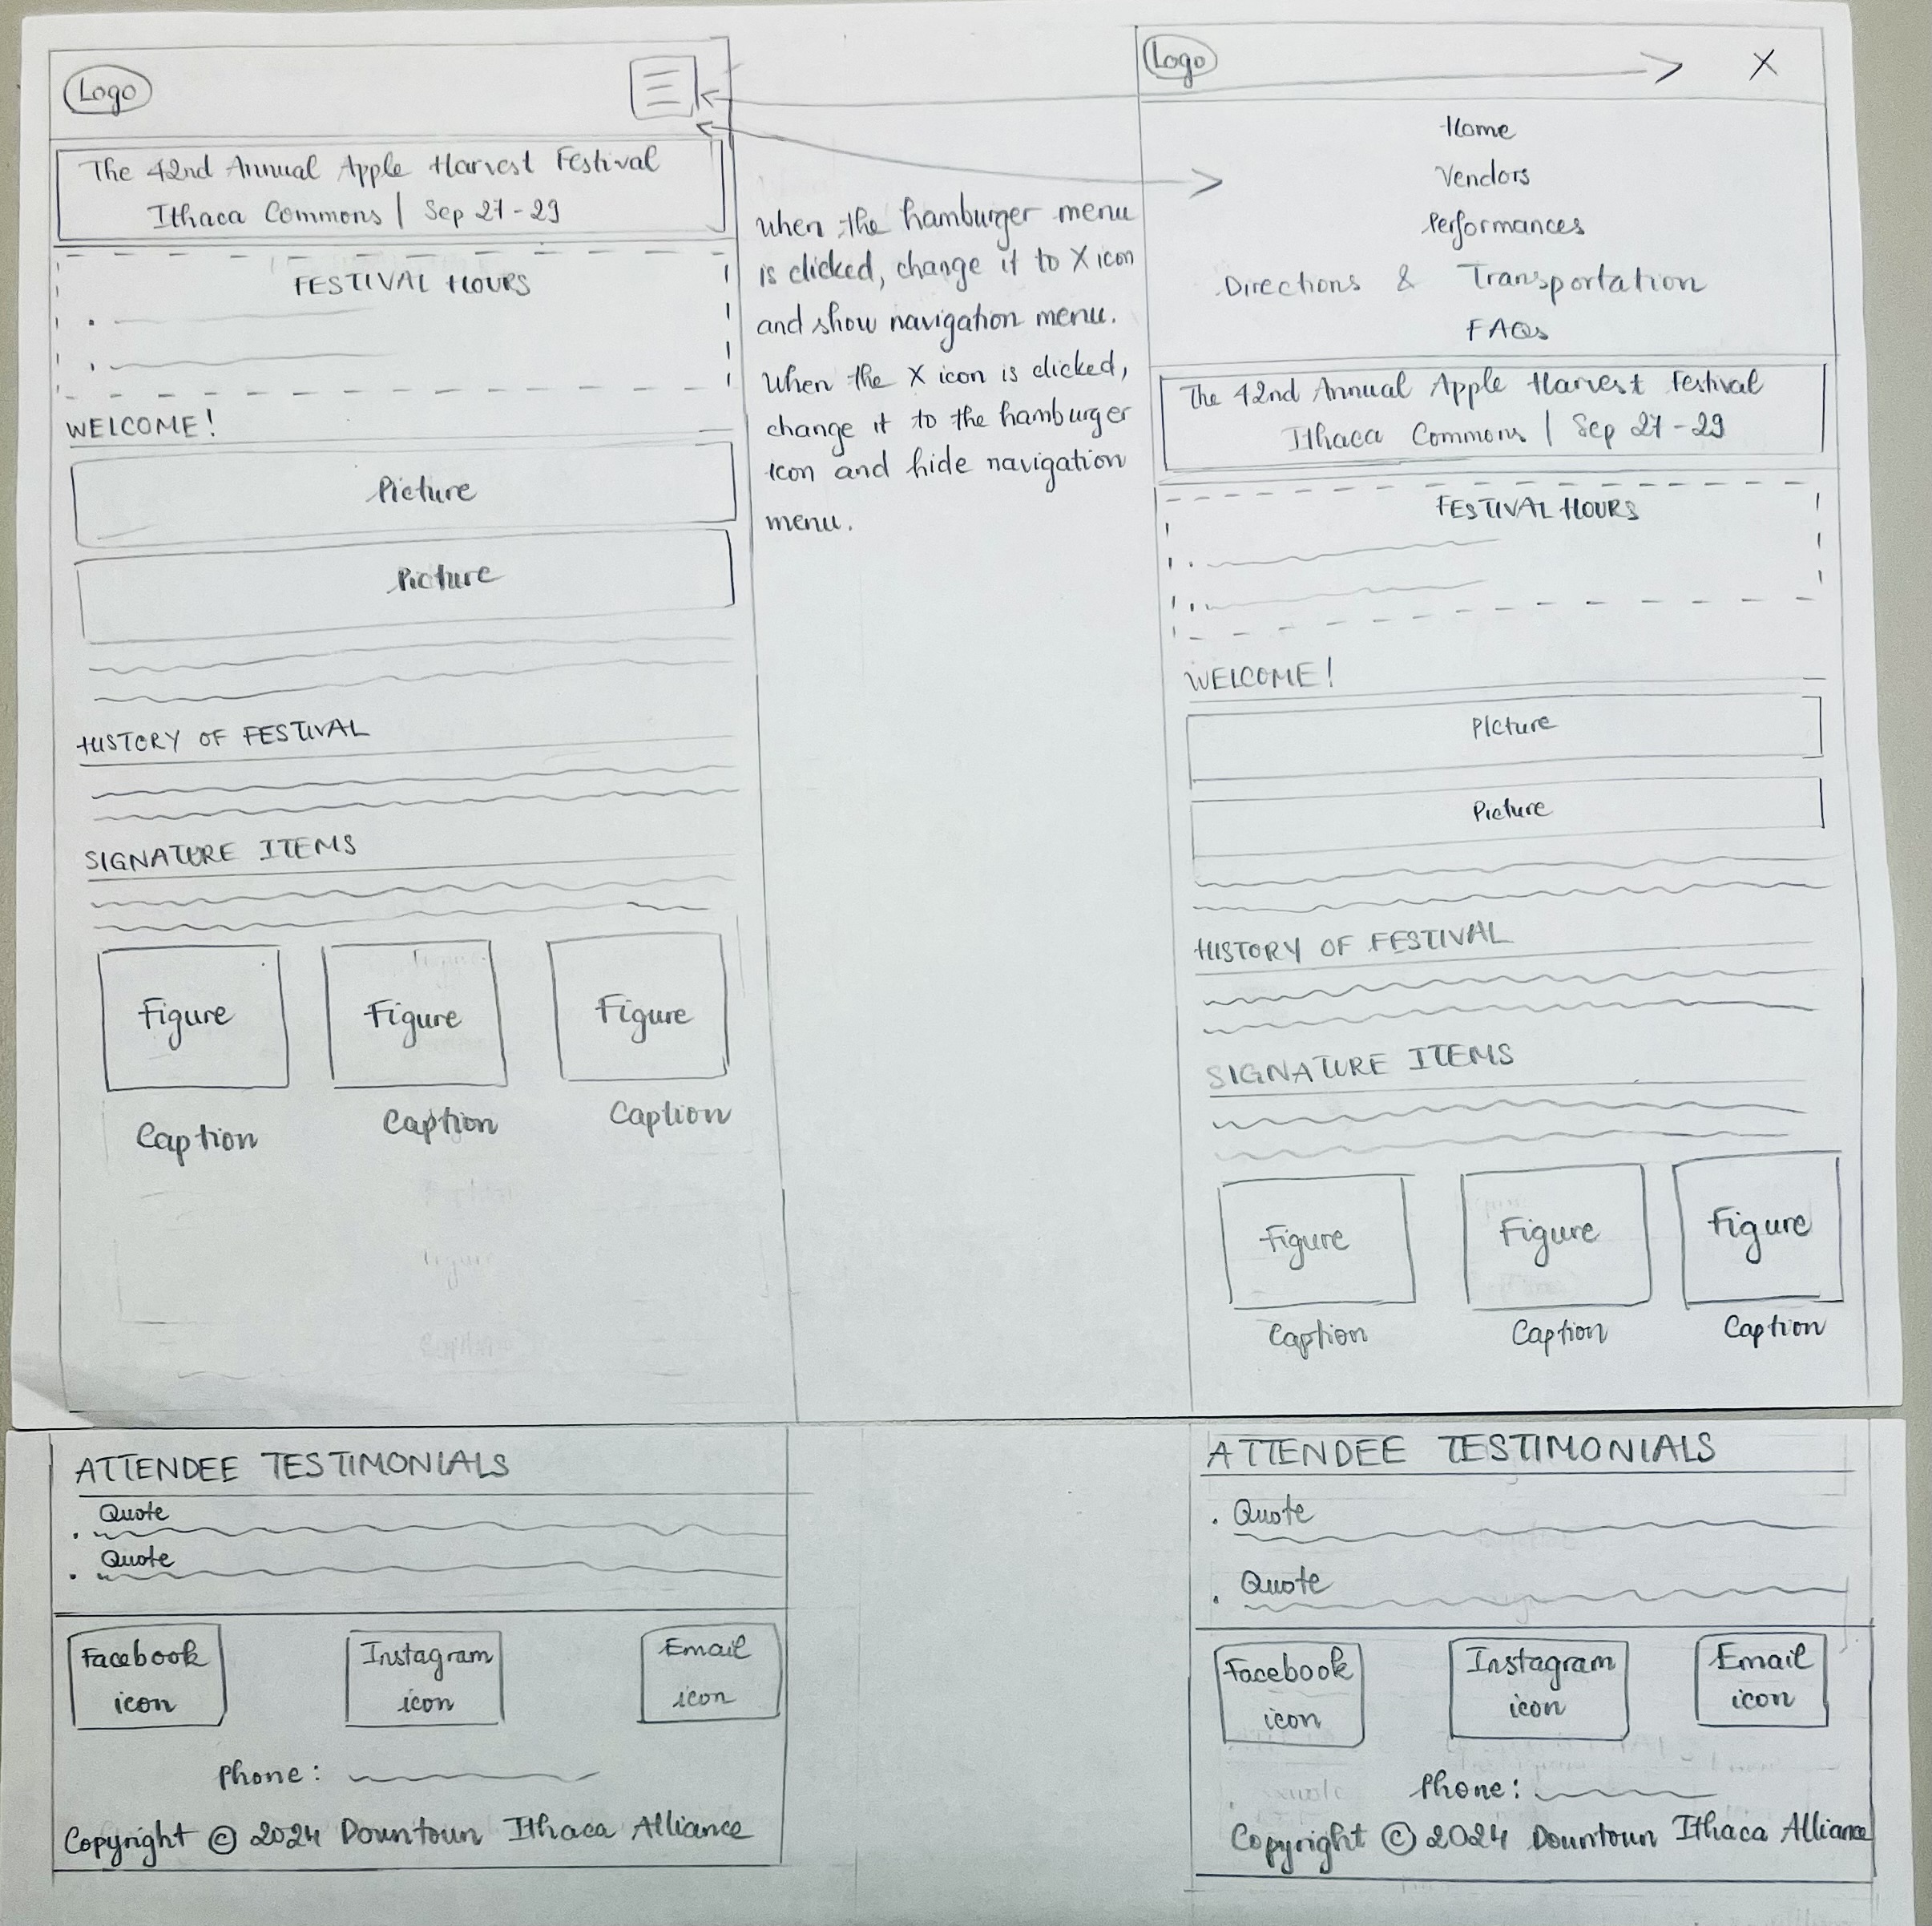 Logo
The 42nd Annual Apple Harvest Festival
Ithaca Commons | Sep 27-29
FESTIVAL HOURS
WELCOME!
Picture
Picture
HISTORY OF FESTIVAL
SIGNATURE ITEMS
Figure Figure Figure
Caption Caption Caption
ATTENDEE TESTIMONIALS
Quote
Quote
Facebook icon
Instagram icon
Email icon
Phone:
Copyright © 2024 Downtown Ithaca Alliance
When the hamburger menu
is clicked, change it to X icon
and show navigation menu.
When the X icon is clicked,
change it to the hamburger
icon and hide navigation
menu.
Logo X
Home
Vendors
Performances
Directions & Transportation
FAQs
The 42nd Annual Apple Harvest Festival
Ithaca Commons | Sep 27-29
FESTIVAL HOURS
WELCOME!
Picture
Picture
HISTORY OF FESTIVAL
SIGNATURE ITEMS
Figure Figure Figure
Caption Caption Caption
ATTENDEE TESTIMONIALS
Quote
Quote
Facebook icon
Instagram icon
Email icon
Phone:
Copyright © 2024 Downtown Ithaca Alliance